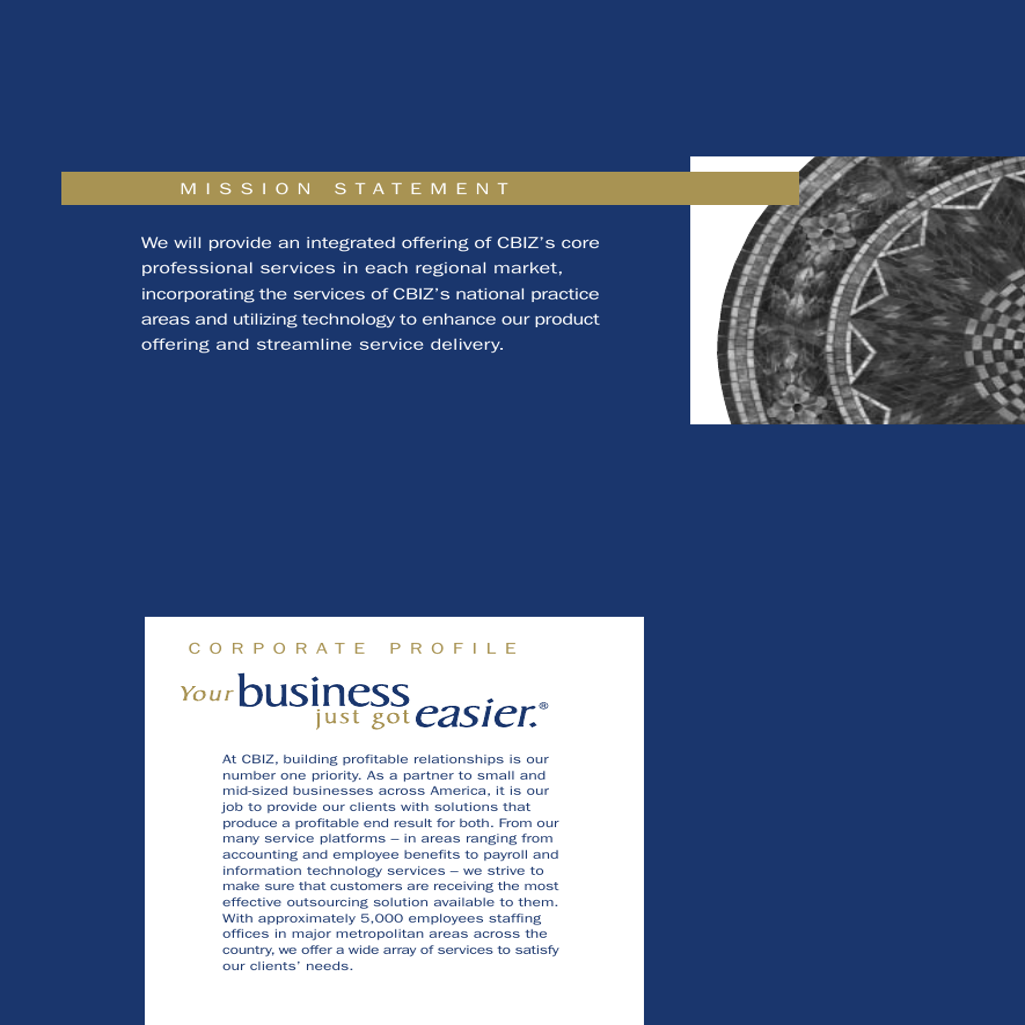 MISSION STATEMENT
We will provide an integrated offering of CBIZ's core
professional services in each regional market,
incorporating the services of CBIZ's national practice
areas and utilizing technology to enhance our product
offering and streamline service delivery.
CORPORATE PROFILE
Your business
just got easier.®
At CBIZ, building profitable relationships is our
number one priority. As a partner to small and
mid-sized businesses across America, it is our
job to provide our clients with solutions that
produce a profitable end result for both. From our
many service platforms – in areas ranging from
accounting and employee benefits to payroll and
information technology services – we strive to
make sure that customers are receiving the most
effective outsourcing solution available to them.
With approximately 5,000 employees staffing
offices in major metropolitan areas across the
country, we offer a wide array of services to satisfy
our clients' needs.